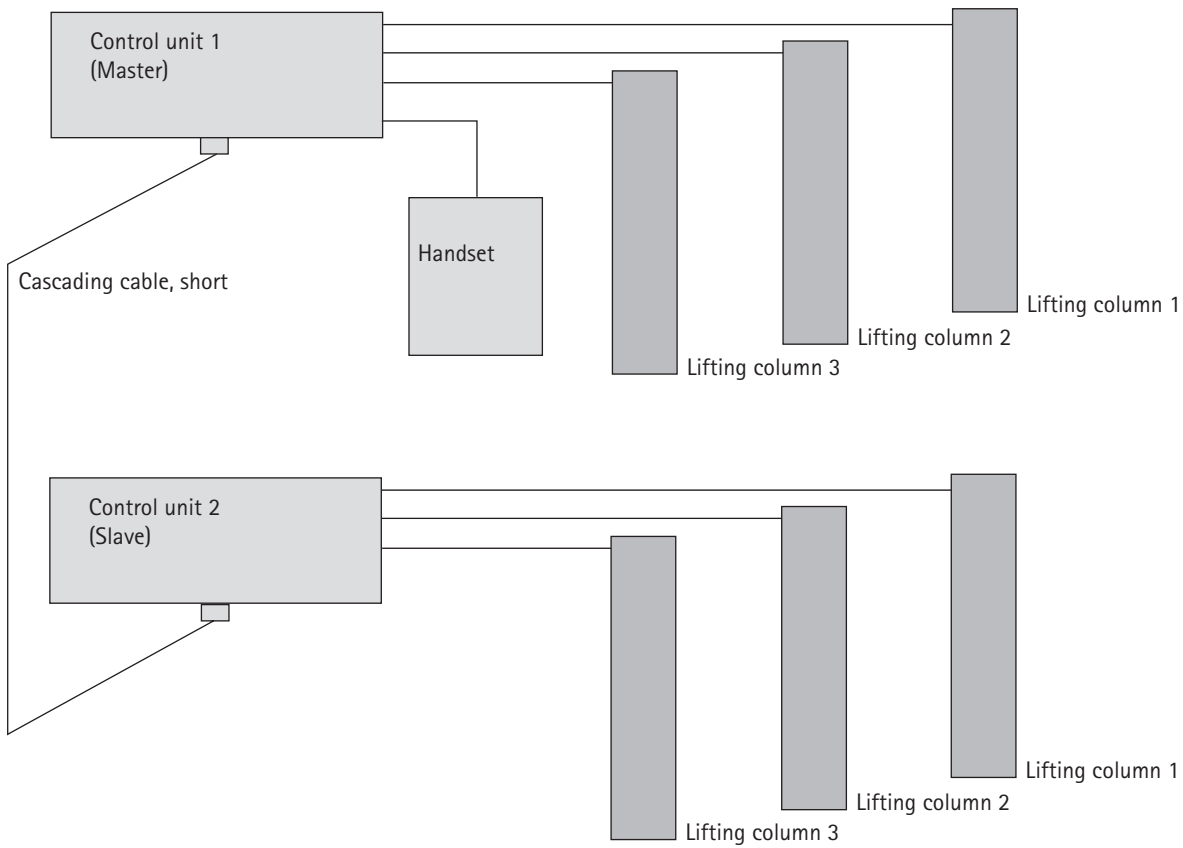 Control unit 1
(Master)
Handset
Cascading cable, short
Lifting column 1
Lifting column 2
Lifting column 3
Control unit 2
(Slave)
Lifting column 1
Lifting column 2
Lifting column 3